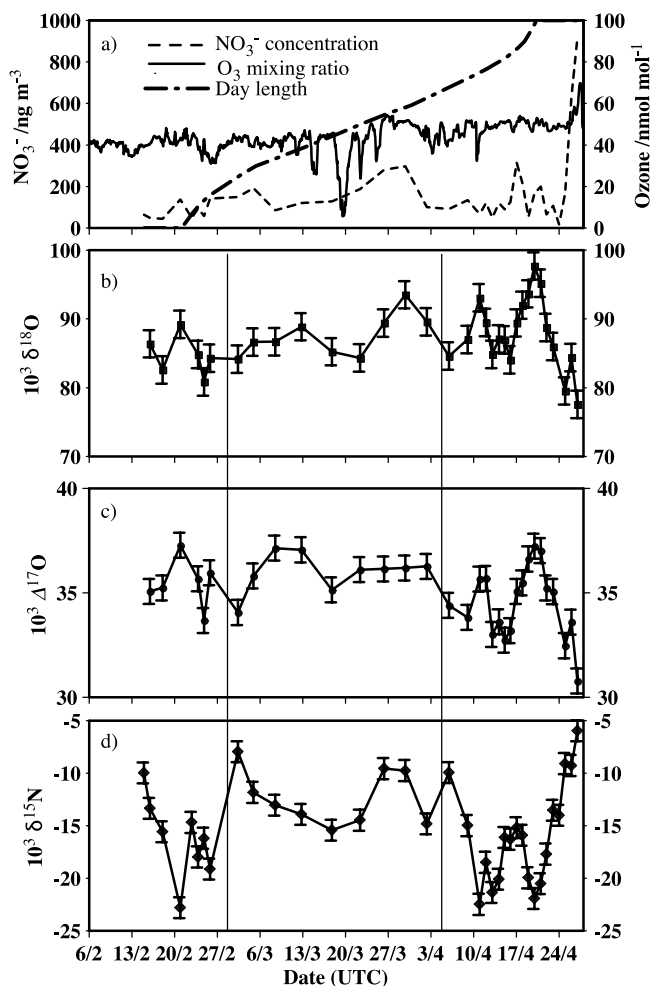 1000
800
600
400
200
0
NO₃⁻ /ng m⁻³
a)
NO₃⁻ concentration
O₃ mixing ratio
Day length
100
80
60
40
20
0
Ozone /nmol mol⁻¹
100
90
80
70
10³ δ¹⁸O
b)
100
90
80
70
40
35
30
10³ Δ¹⁷O
c)
40
35
30
-5
-10
-15
-20
-25
10³ δ¹⁵N
d)
-5
-10
-15
-20
-25
6/2 13/2 20/2 27/2 6/3 13/3 20/3 27/3 3/4 10/4 17/4 24/4
Date (UTC)